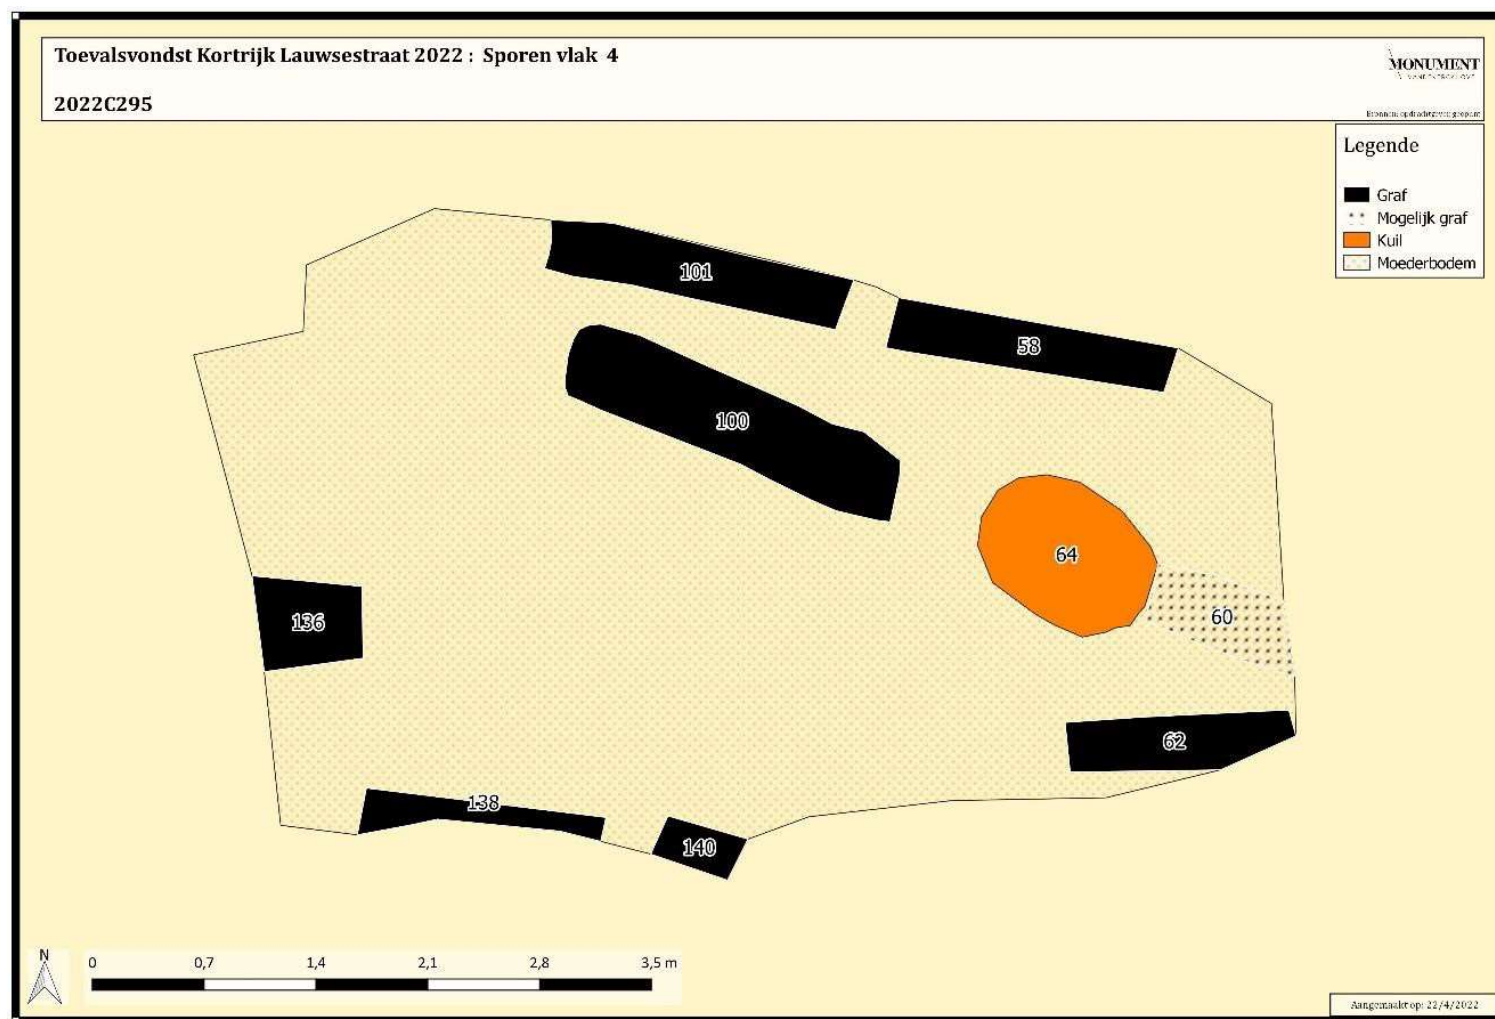 Toevalsvondst Kortrijk Lauwsestraat 2022 : Sporen vlak 4
2022C295
MONUMENT
Legende
Graf
Mogelijk graf
Kuil
Moederbodem
101
58
100
64
136
60
62
138
140
N
0 0,7 1,4 2,1 2,8 3,5 m
Aangemaakt op: 22/4/2022